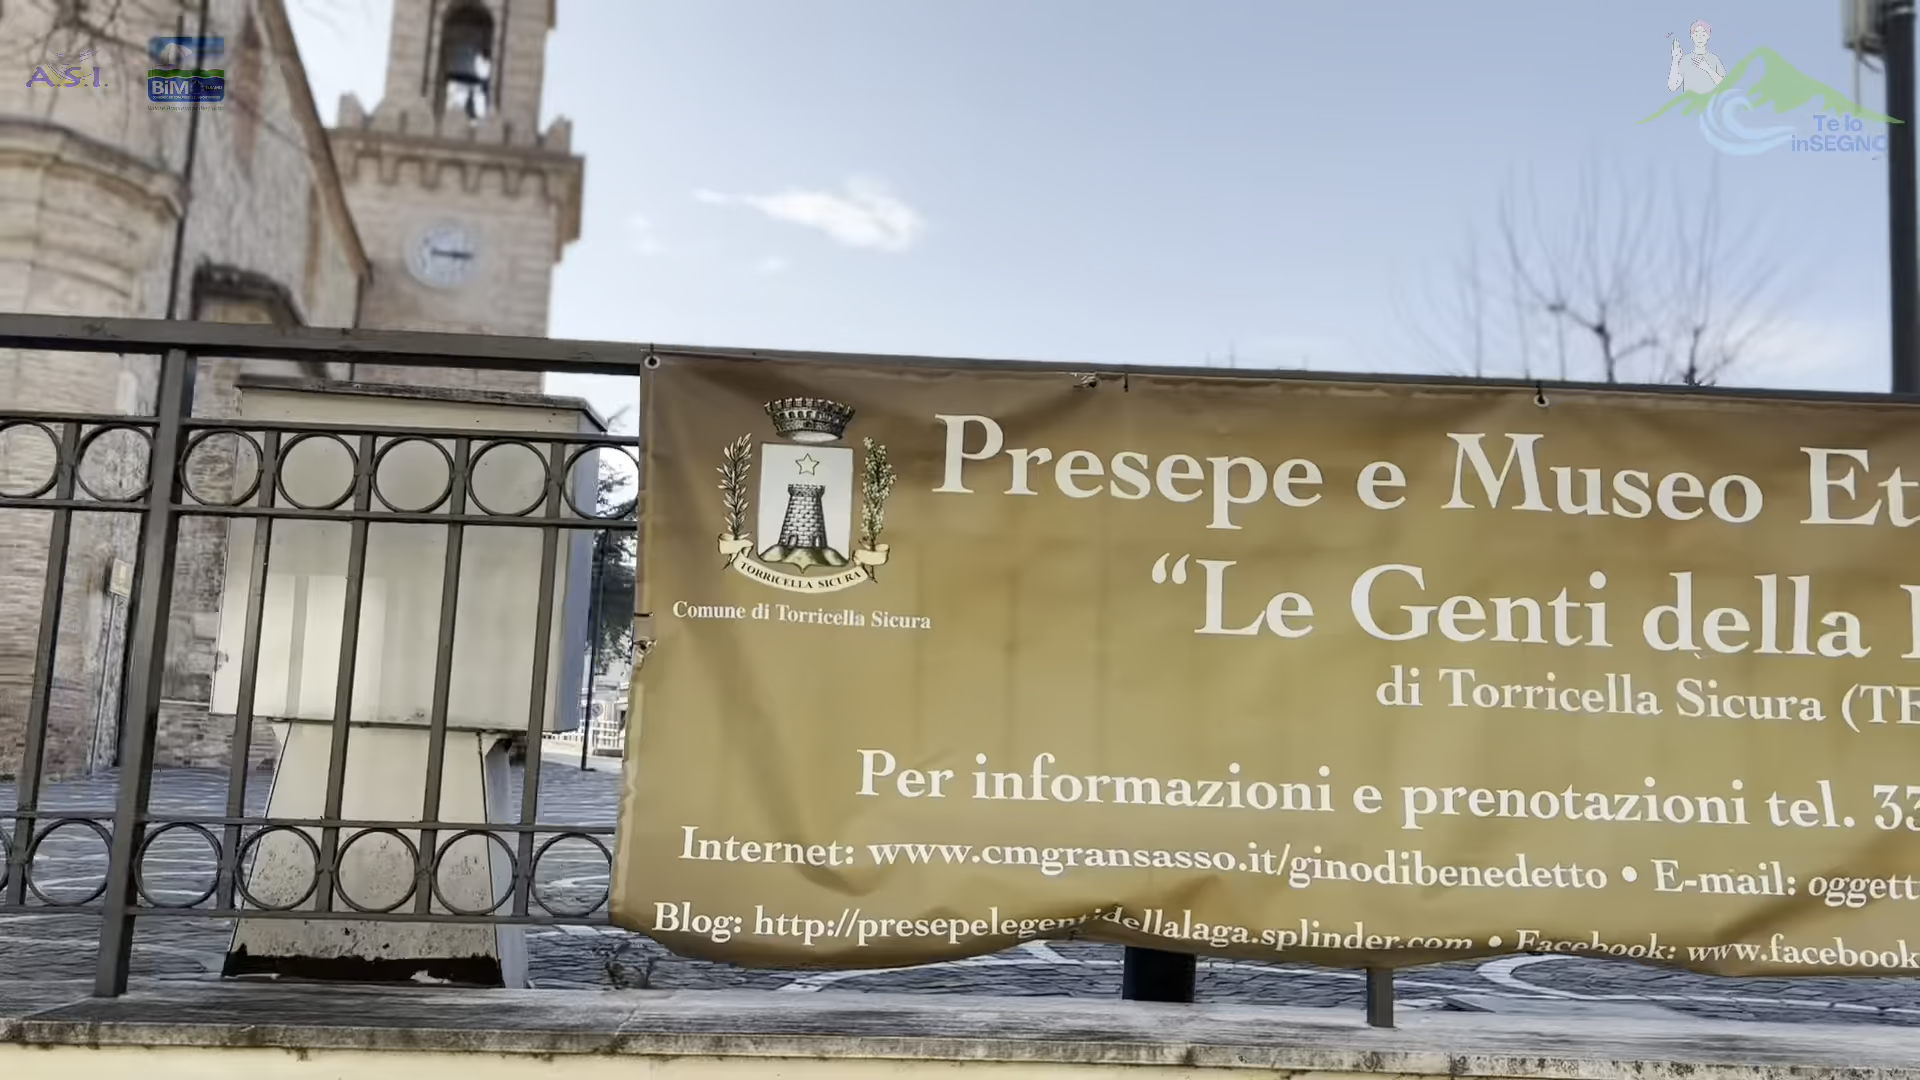 A.S.I.
BiM
Te lo
inSEGNO
Presepe e Museo Et
“Le Genti della
di Torricella Sicura (TE
TORRICELLA SICURA
Comune di Torricella Sicura
Per informazioni e prenotazioni tel. 33
Internet: www.cmgransasso.it/ginodibenedetto • E-mail: oggett
Blog: http://presepelegentidellalaga.splinder.com • Facebook: www.facebook